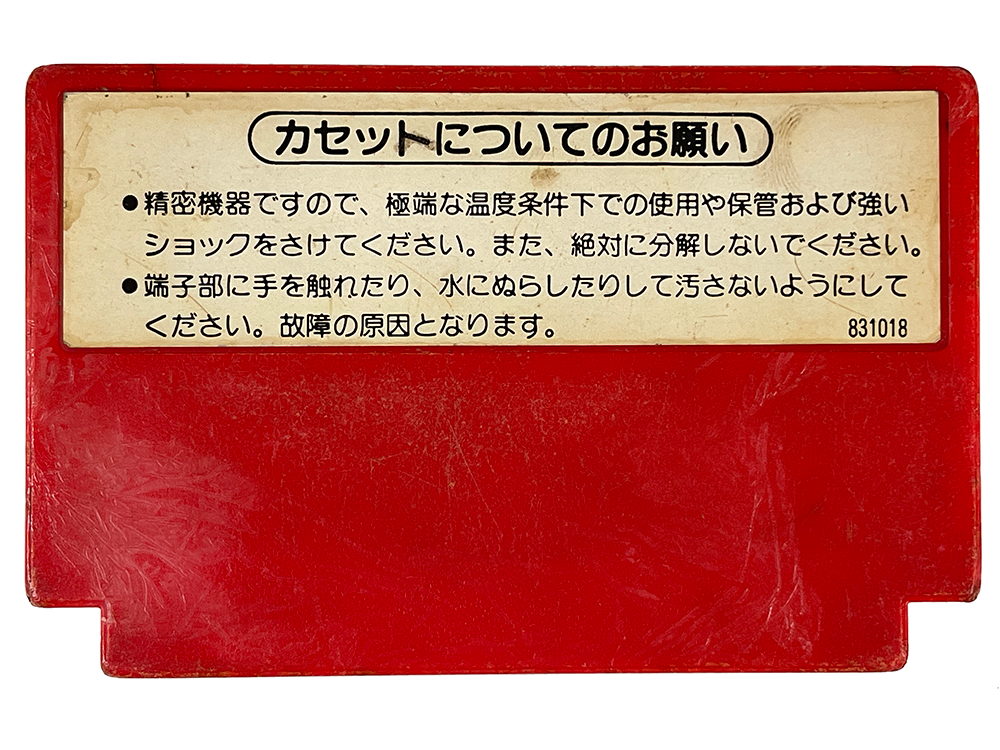 カセットについてのお願い
●精密機器ですので、極端な温度条件下での使用や保管および強い
ショックをさけてください。また、絶対に分解しないでください。
●端子部に手を触れたり、水にぬらしたりして汚さないようにして
ください。故障の原因となります。 831018